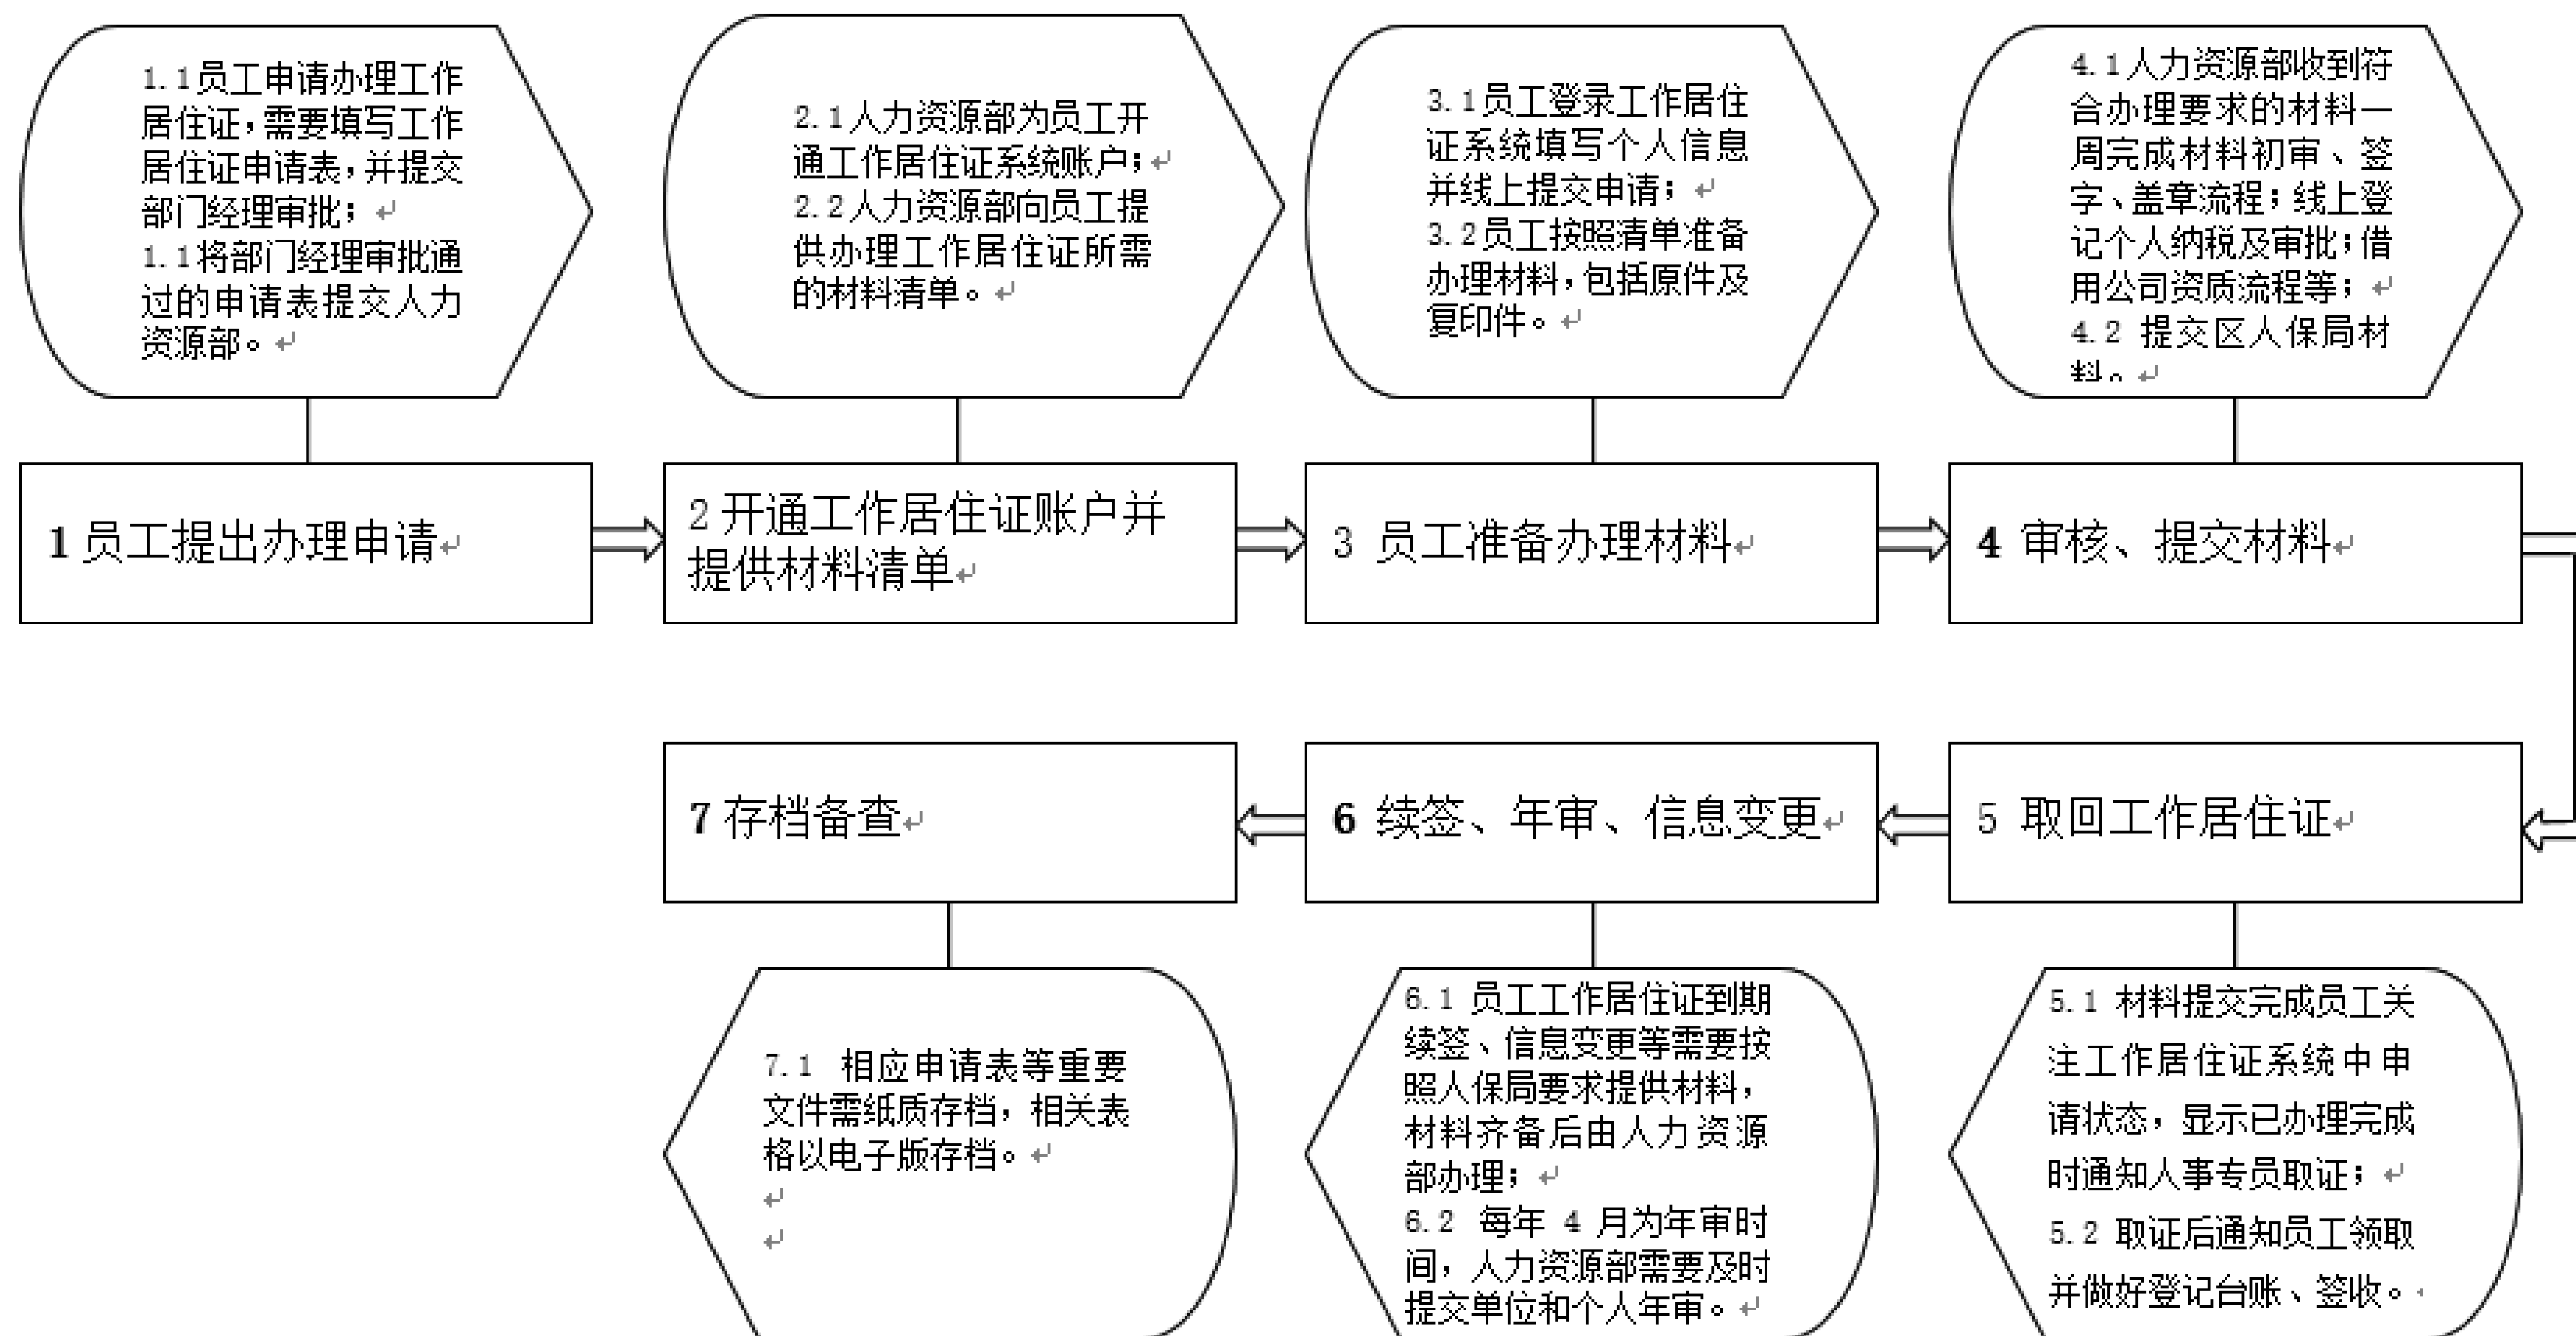 1.1员工申请办理工作
居住证，需要填写工作
居住证申请表，并提交
部门经理审批；
1.1将部门经理审批通
过的申请表提交人力
资源部。
2.1人力资源部为员工开
通工作居住证系统账户；
2.2人力资源部向员工提
供办理工作居住证所需
的材料清单。
3.1员工登录工作居住
证系统填写个人信息
并线上提交申请；
3.2员工按照清单准备
办理材料，包括原件及
复印件。
4.1人力资源部收到符
合办理要求的材料一
周完成材料初审、签
字、盖章流程；线上登
记个人纳税及审批；借
用公司资质流程等；
4.2 提交区人保局材
料。
1员工提出办理申请
2开通工作居住证账户并
提供材料清单
3 员工准备办理材料
4 审核、提交材料
7存档备查
6 续签、年审、信息变更
5 取回工作居住证
7.1 相应申请表等重要
文件需纸质存档，相关表
格以电子版存档。
6.1 员工工作居住证到期
续签、信息变更等需要按
照人保局要求提供材料，
材料齐备后由人力资源
部办理；
6.2 每年 4 月为年审时
间，人力资源部需要及时
提交单位和个人年审。
5.1 材料提交完成员工关
注工作居住证系统中申
请状态，显示已办理完成
时通知人事专员取证；
5.2 取证后通知员工领取
并做好登记台账、签收。